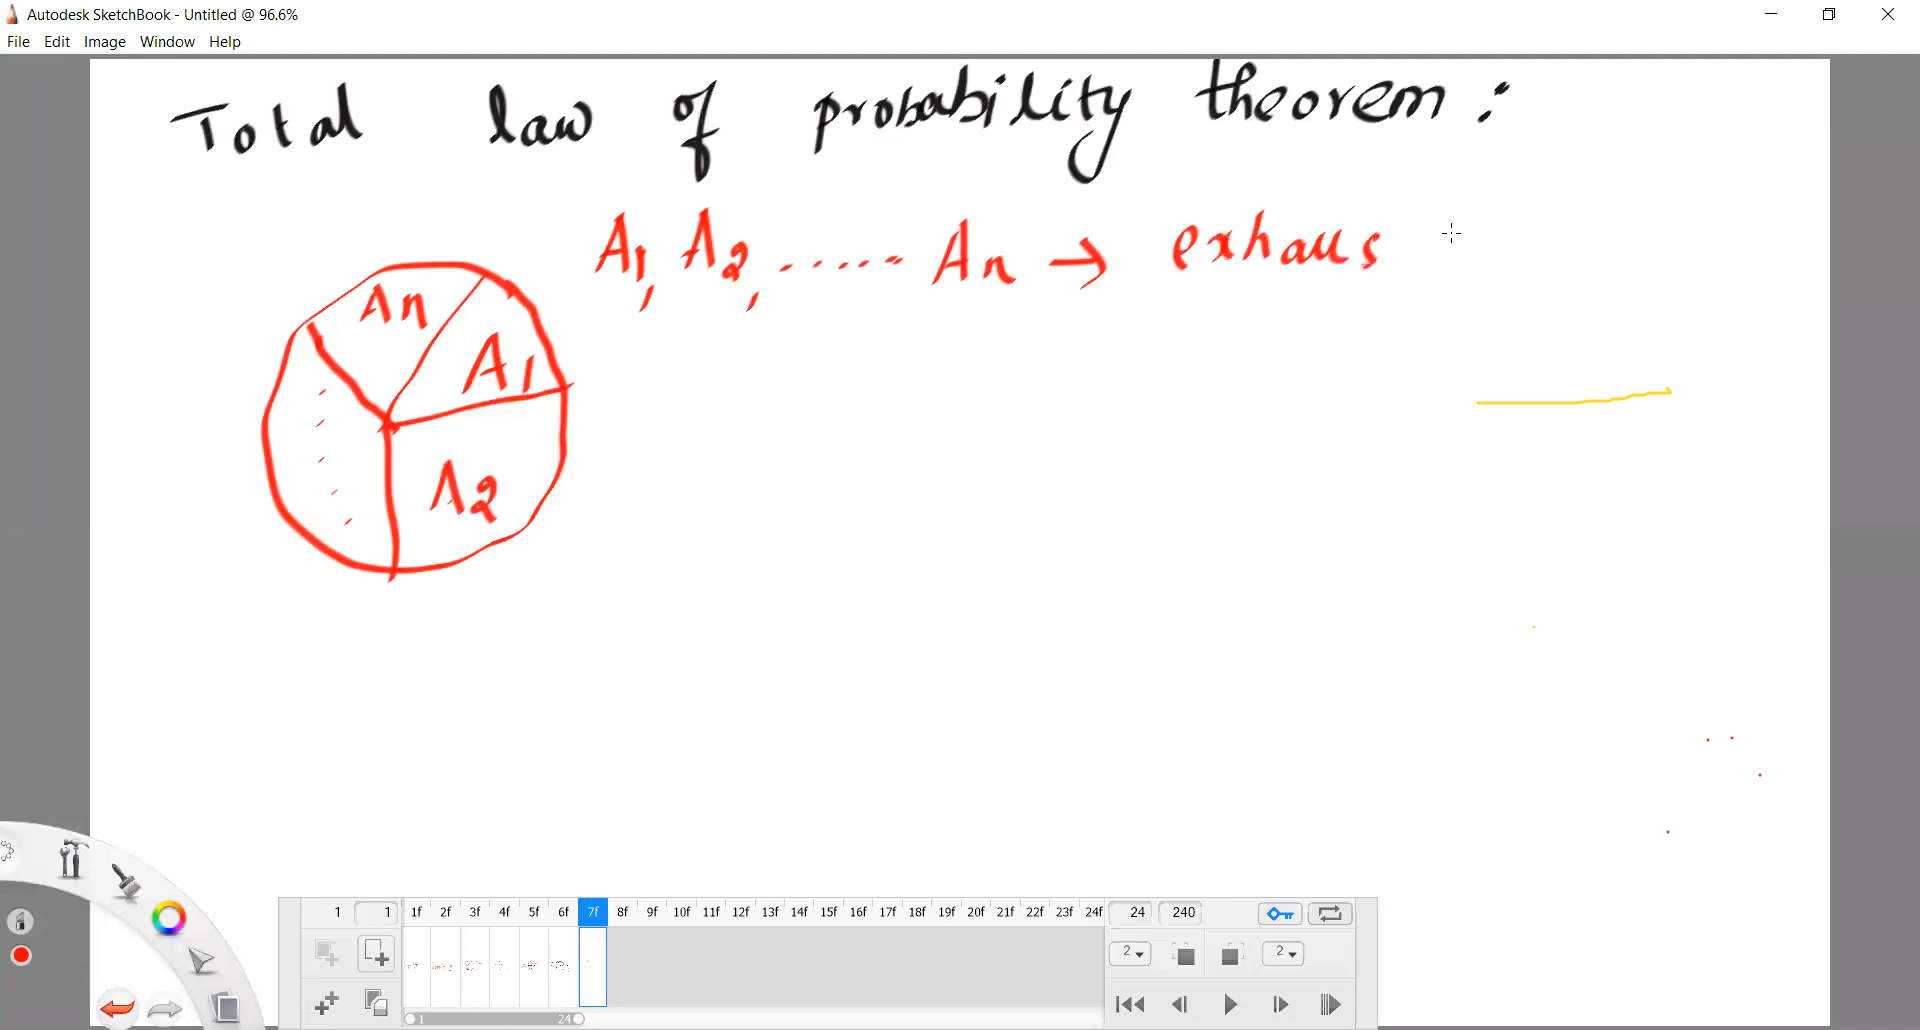 Autodesk SketchBook - Untitled @ 96.6%
File Edit Image Window Help
Total law of probability theorem :
A1, A2, ..... An → exhaus
An
A1
A2
1 1 1f 2f 3f 4f 5f 6f 7f 8f 9f 10f 11f 12f 13f 14f 15f 16f 17f 18f 19f 20f 21f 22f 23f 24f 24 240
2 2
1 24